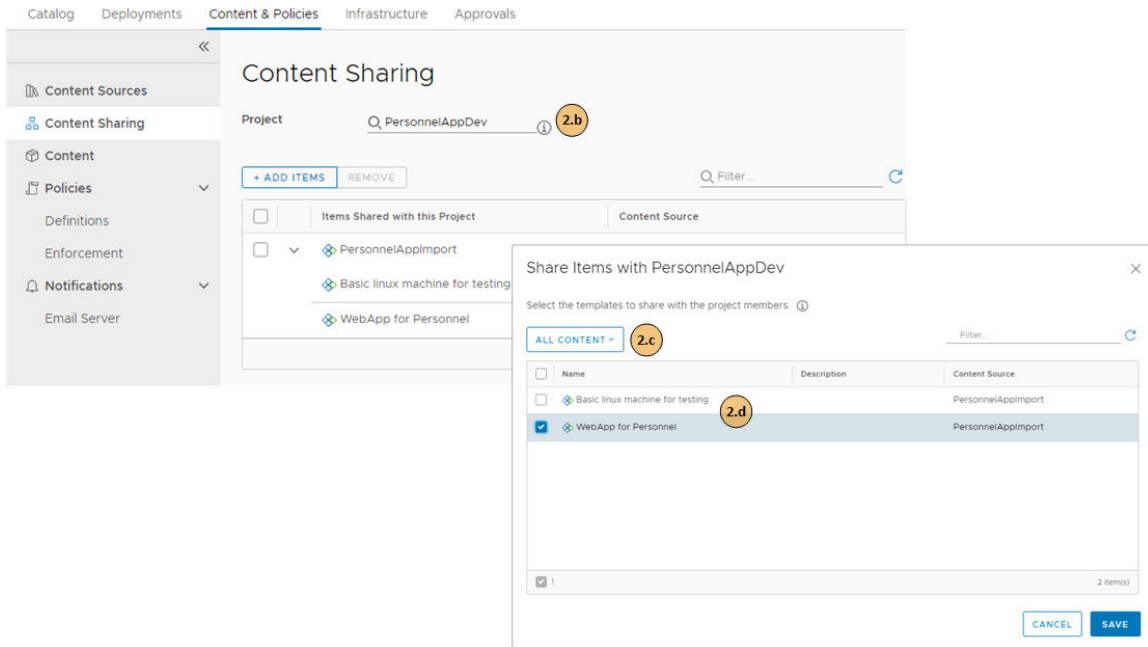 Catalog Deployments Content & Policies Infrastructure Approvals
Content Sources
Content Sharing
Content
Policies
Definitions
Enforcement
Notifications
Email Server
Content Sharing
Project PersonnelAppDev 2.b
+ ADD ITEMS REMOVE Filter...
Items Shared with this Project Content Source
PersonnelAppImport
Basic linux machine for testing
WebApp for Personnel
Share Items with PersonnelAppDev
Select the templates to share with the project members.
ALL CONTENT 2.c Filter...
Name Description Content Source
Basic linux machine for testing 2.d PersonnelAppImport
WebApp for Personnel PersonnelAppImport
1 2 item(s)
CANCEL SAVE